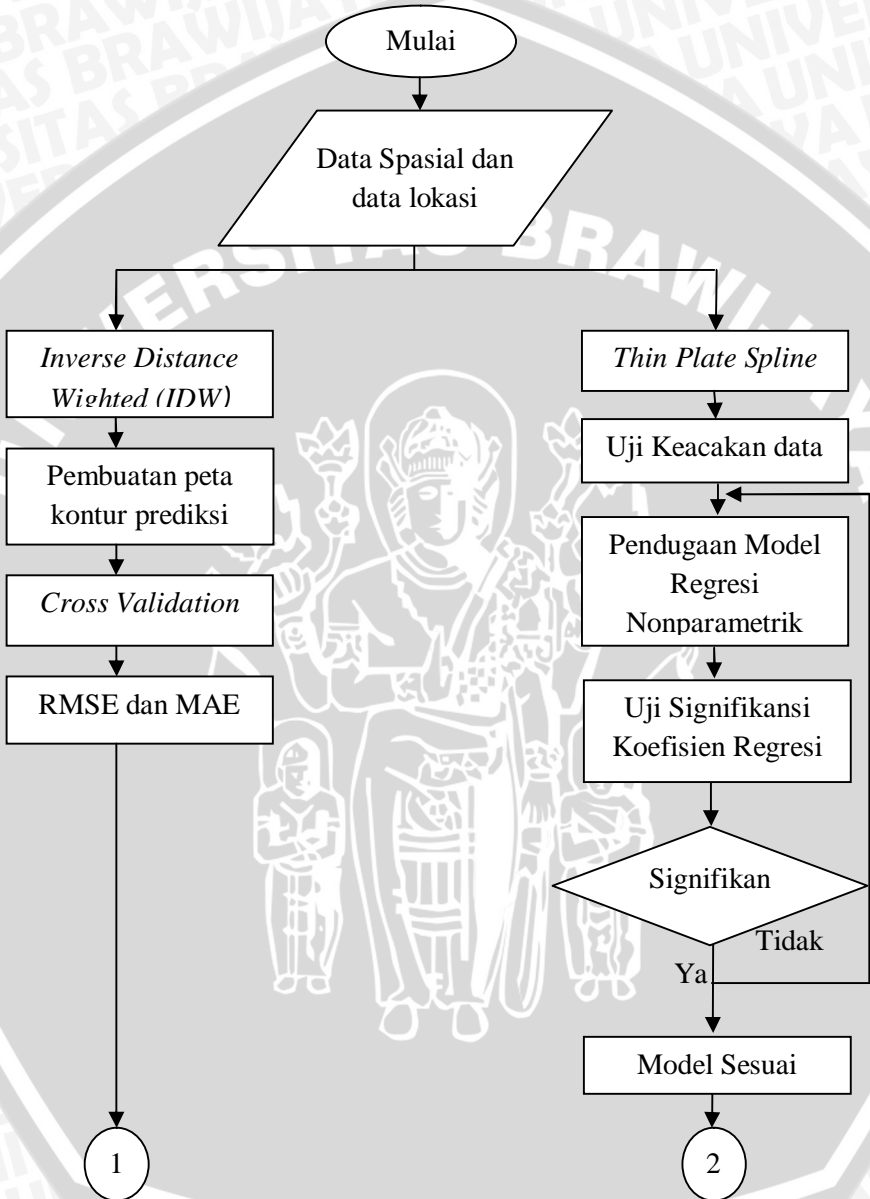 Mulai
Data Spasial dan
data lokasi
Inverse Distance
Wighted (IDW)
Pembuatan peta
kontur prediksi
Cross Validation
RMSE dan MAE
1
Thin Plate Spline
Uji Keacakan data
Pendugaan Model
Regresi
Nonparametrik
Uji Signifikansi
Koefisien Regresi
Signifikan
Tidak
Ya
Model Sesuai
2
UNIVERSITAS BRAWIJAYA